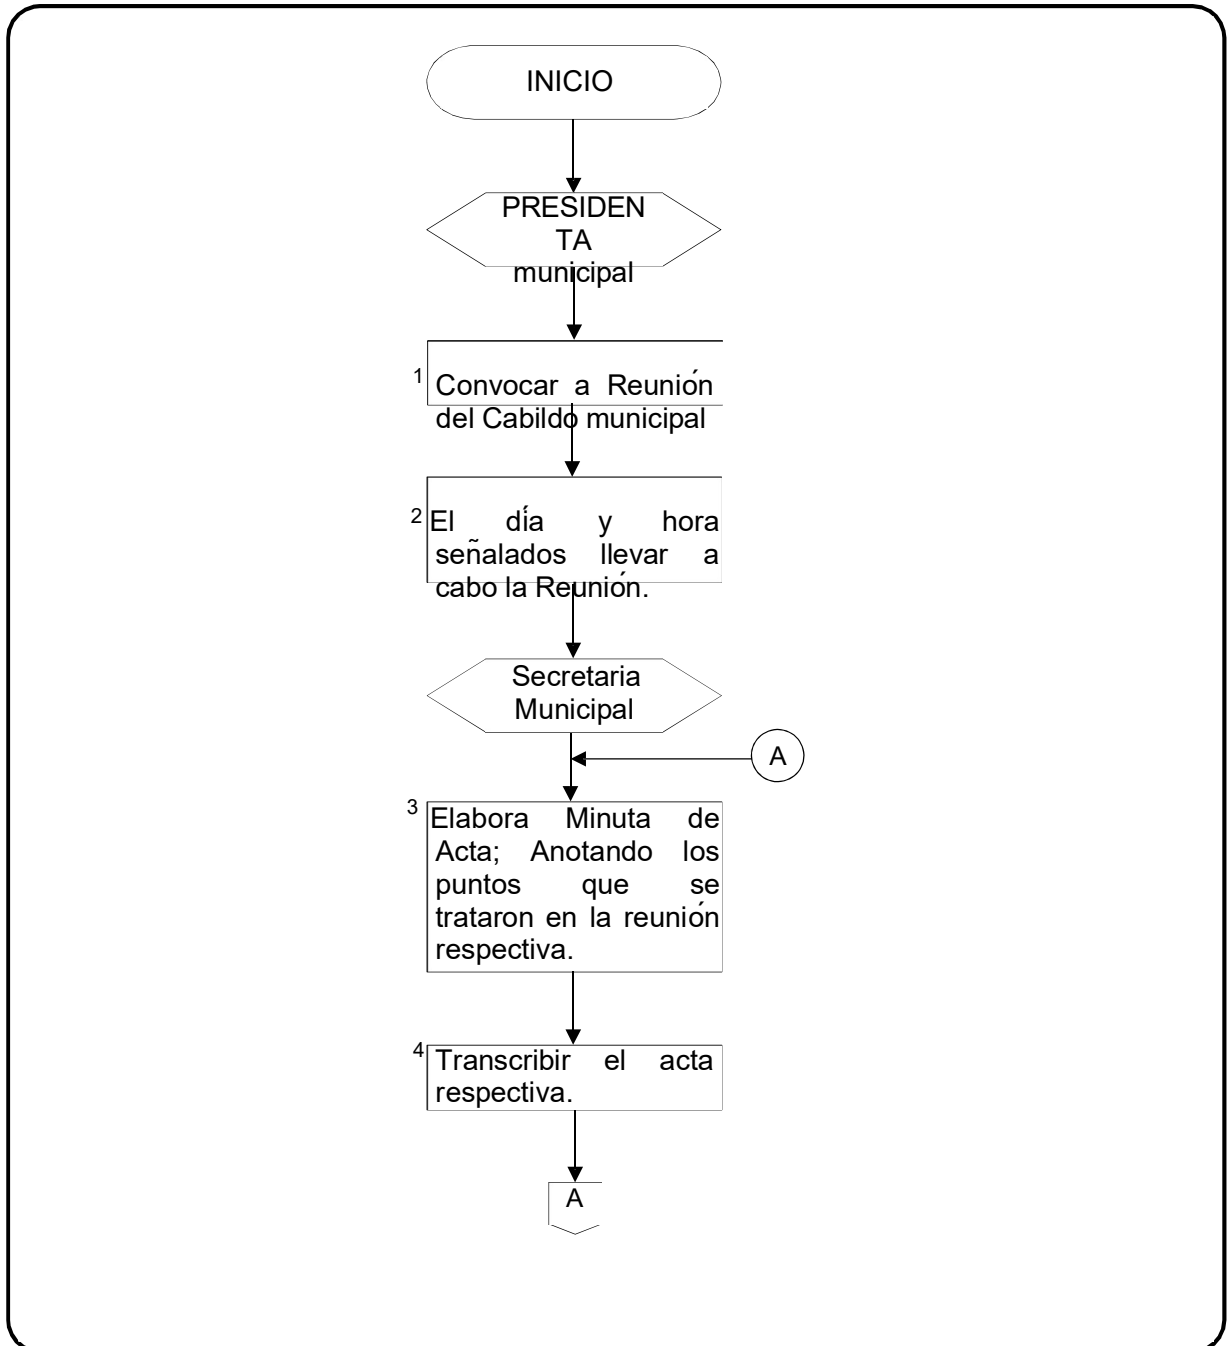 INICIO
PRESIDEN
TA
municipal
1
Convocar a Reunión
del Cabildo municipal
2
El día y hora
señalados llevar a
cabo la Reunión.
Secretaria
Municipal
A
3
Elabora Minuta de
Acta; Anotando los
puntos que se
trataron en la reunión
respectiva.
4
Transcribir el acta
respectiva.
A